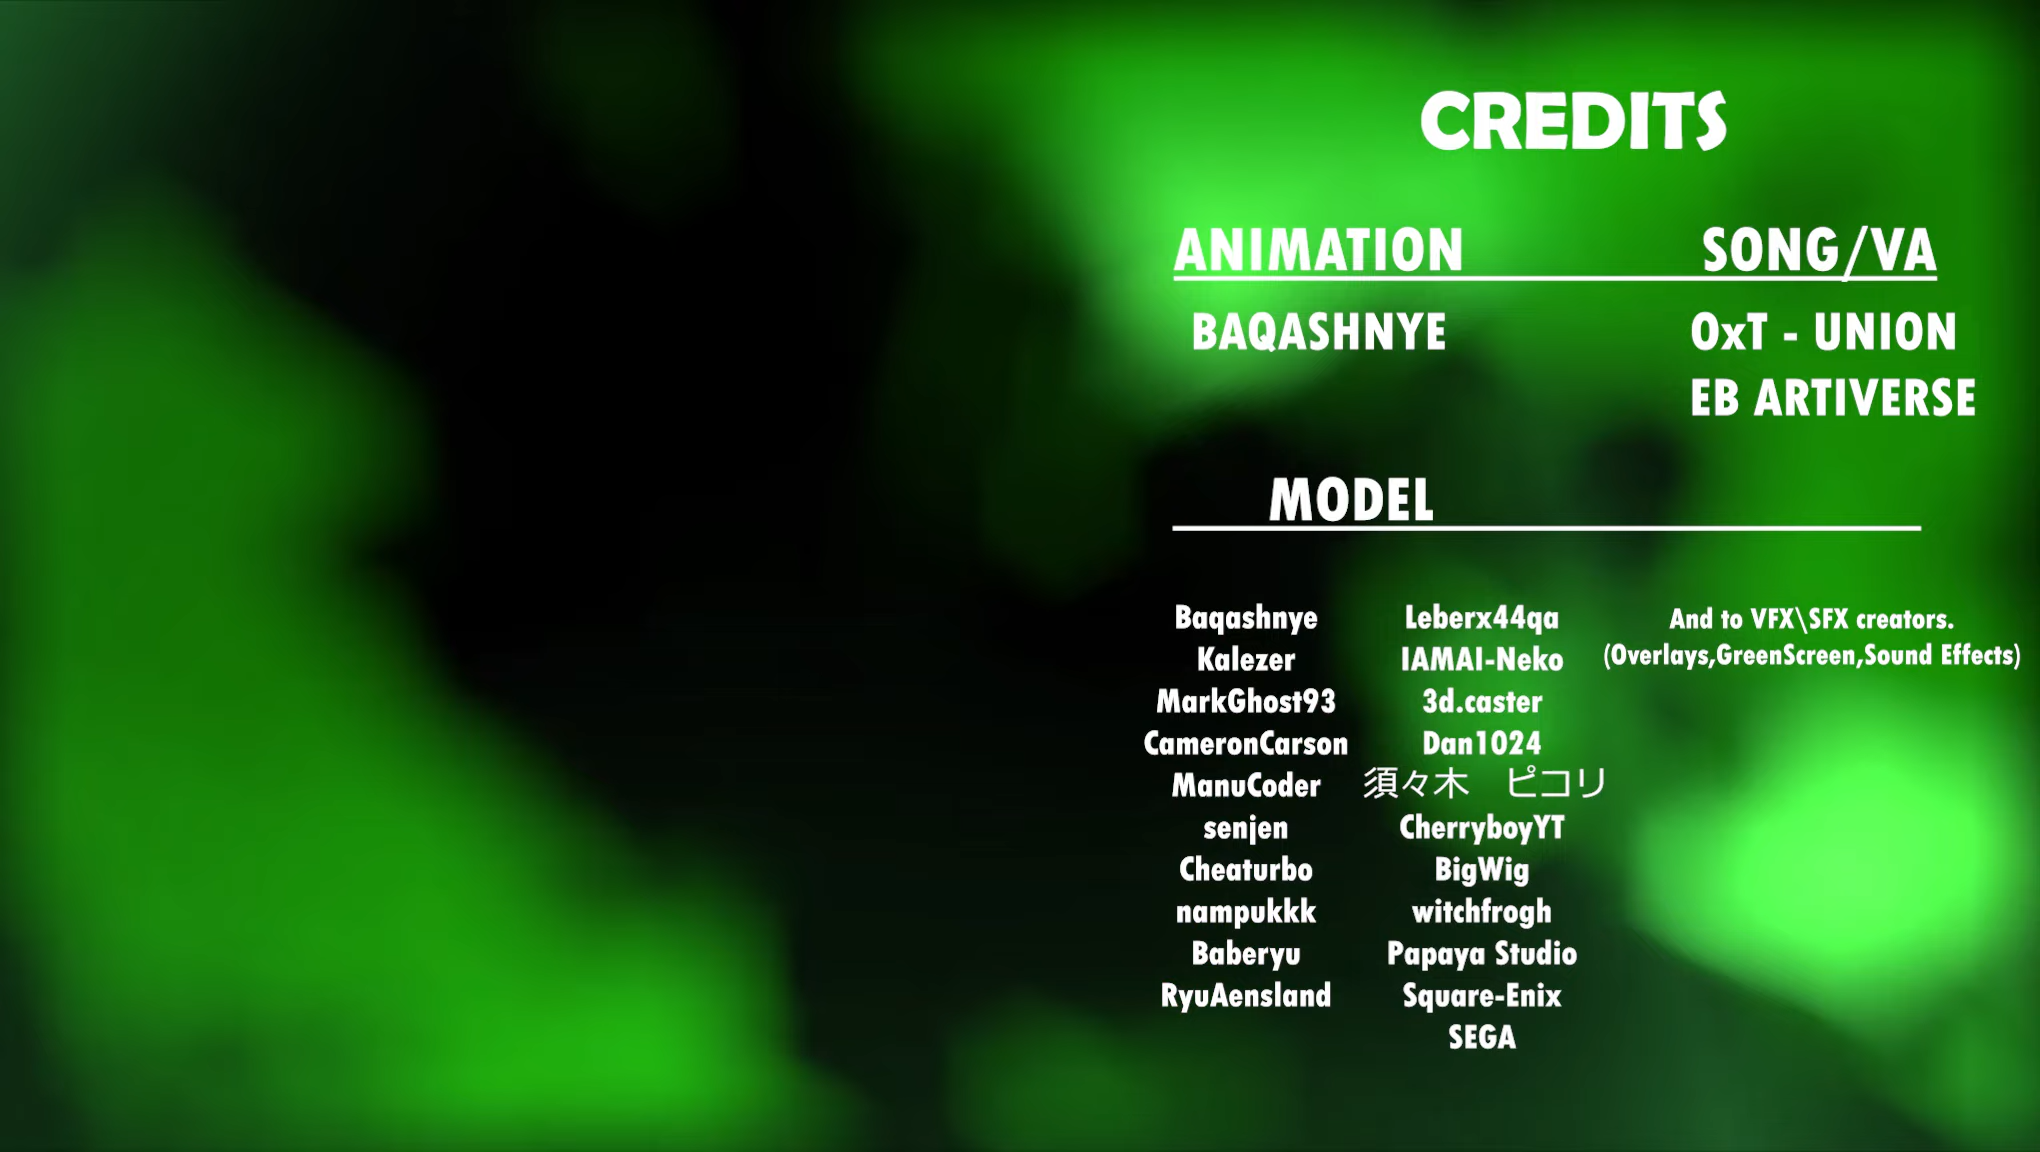 CREDITS
ANIMATION
BAQASHNYE
SONG/VA
OxT - UNION
EB ARTIVERSE
MODEL
Baqashnye
Kalezer
MarkGhost93
CameronCarson
ManuCoder
senjen
Cheaturbo
nampukkk
Baberyu
RyuAensland
Leberx44qa
IAMAI-Neko
3d.caster
Dan1024
須々木　ピコリ
CherryboyYT
BigWig
witchfrogh
Papaya Studio
Square-Enix
SEGA
And to VFX\SFX creators.
(Overlays,GreenScreen,Sound Effects)